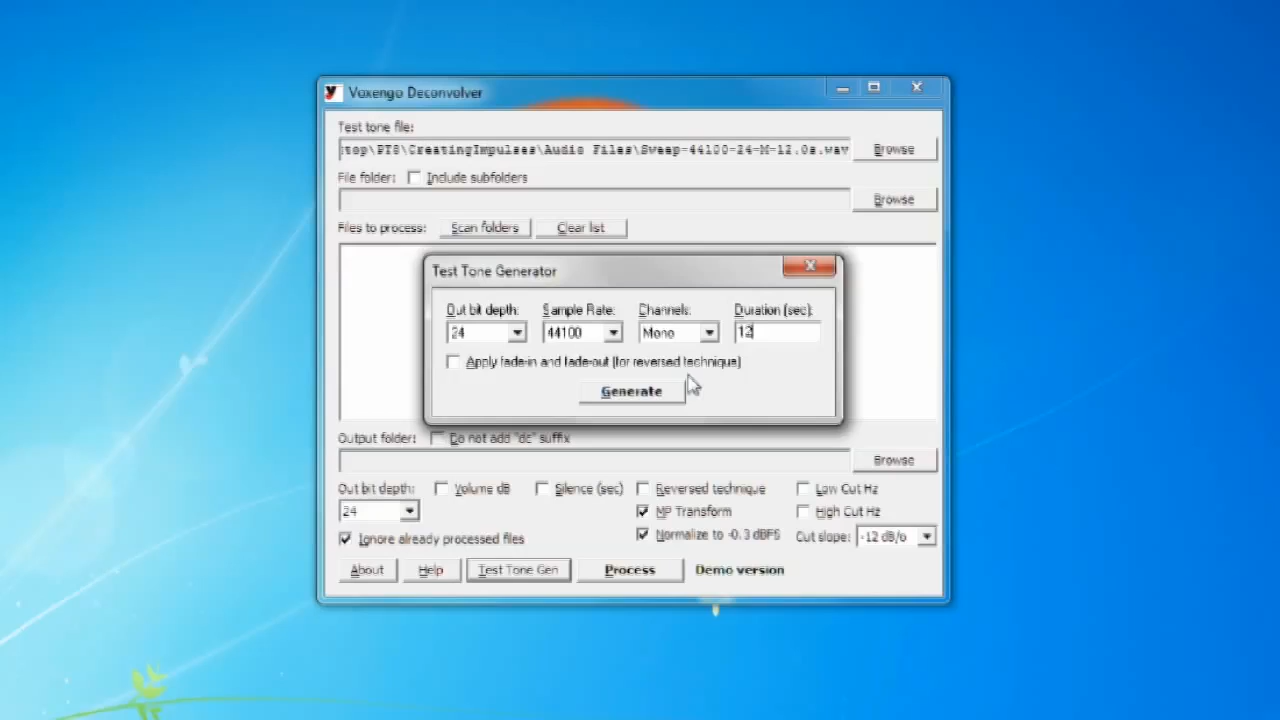 Voxengo Deconvolver
Test tone file:
top\PT8\CreatingImpulses\Audio Files\Sweep-44100-24-M-12.0s.wav
Browse
File folder:
Include subfolders
Browse
Files to process:
Scan folders
Clear list
Test Tone Generator
Out bit depth:
Sample Rate:
Channels:
Duration (sec):
24
44100
Mono
12
Apply fade-in and fade-out (for reversed technique)
Generate
Output folder:
Do not add "dc" suffix
Browse
Out bit depth:
Volume dB
Silence (sec)
Reversed technique
Low Cut Hz
24
MP Transform
High Cut Hz
Ignore already processed files
Normalize to -0.3 dBFS
Cut slope:
-12 dB/o
About
Help
Test Tone Gen
Process
Demo version